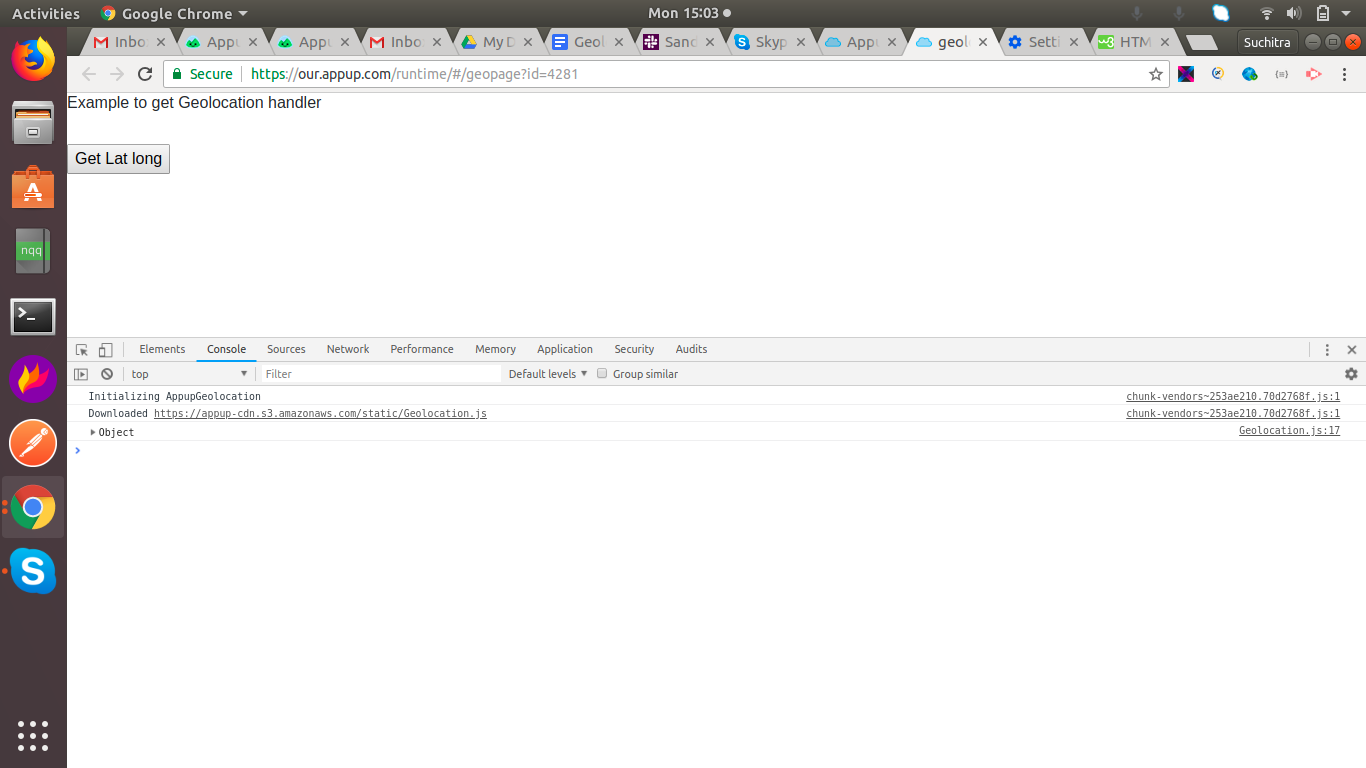 Activities Google Chrome Mon 15:03
Inbo Appu Appu Inbo My D Geol Sand Skyp Appu geol Setti HTM Suchitra
Secure https://our.appup.com/runtime/#/geopage?id=4281
Example to get Geolocation handler
Get Lat long
nqq
Elements Console Sources Network Performance Memory Application Security Audits
top Filter Default levels Group similar
Initializing AppupGeolocation chunk-vendors~253ae210.70d2768f.js:1
Downloaded https://appup-cdn.s3.amazonaws.com/static/Geolocation.js chunk-vendors~253ae210.70d2768f.js:1
Object Geolocation.js:17